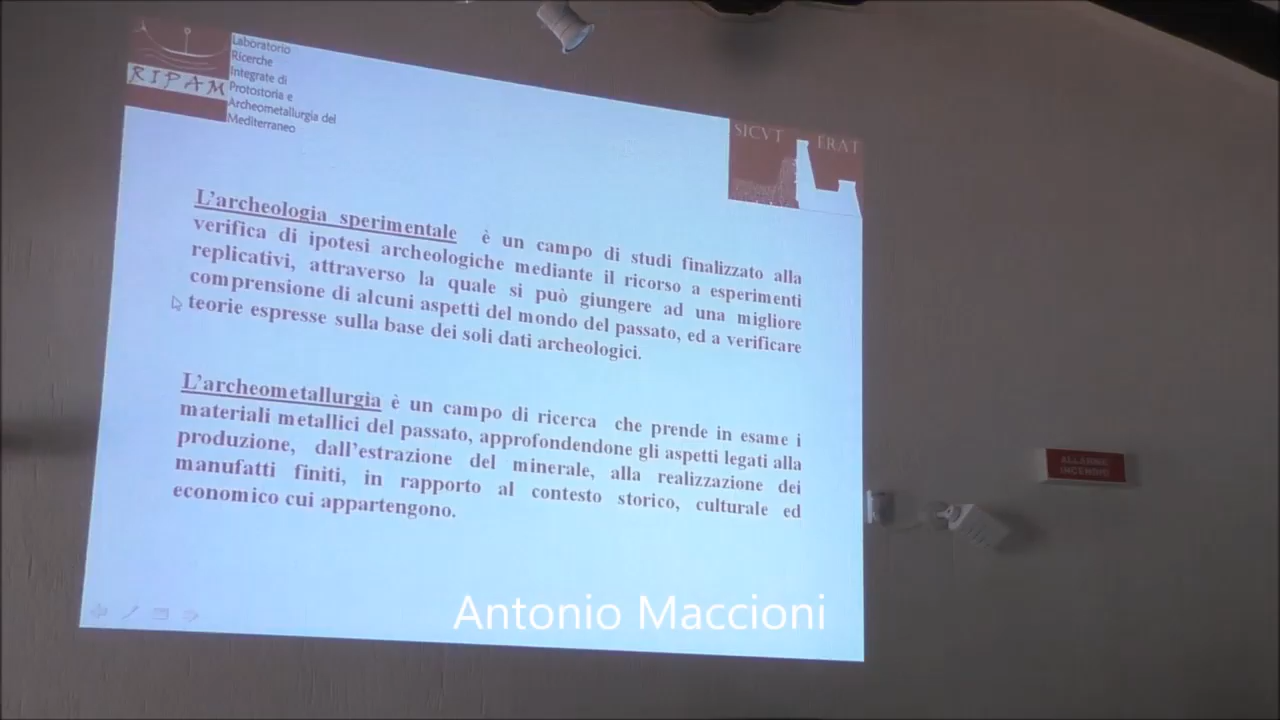 RIPAM
Laboratorio
Ricerche
Integrate di
Protostoria e
Archeometallurgia del
Mediterraneo
SICVT ERAT
L'archeologia sperimentale è un campo di studi finalizzato alla
verifica di ipotesi archeologiche mediante il ricorso a esperimenti
replicativi, attraverso la quale si può giungere ad una migliore
comprensione di alcuni aspetti del mondo del passato, ed a verificare
teorie espresse sulla base dei soli dati archeologici.
L'archeometallurgia è un campo di ricerca che prende in esame i
materiali metallici del passato, approfondendone gli aspetti legati alla
produzione, dall'estrazione del minerale, alla realizzazione dei
manufatti finiti, in rapporto al contesto storico, culturale ed
economico cui appartengono.
ALLARME
INCENDIO
Antonio Maccioni